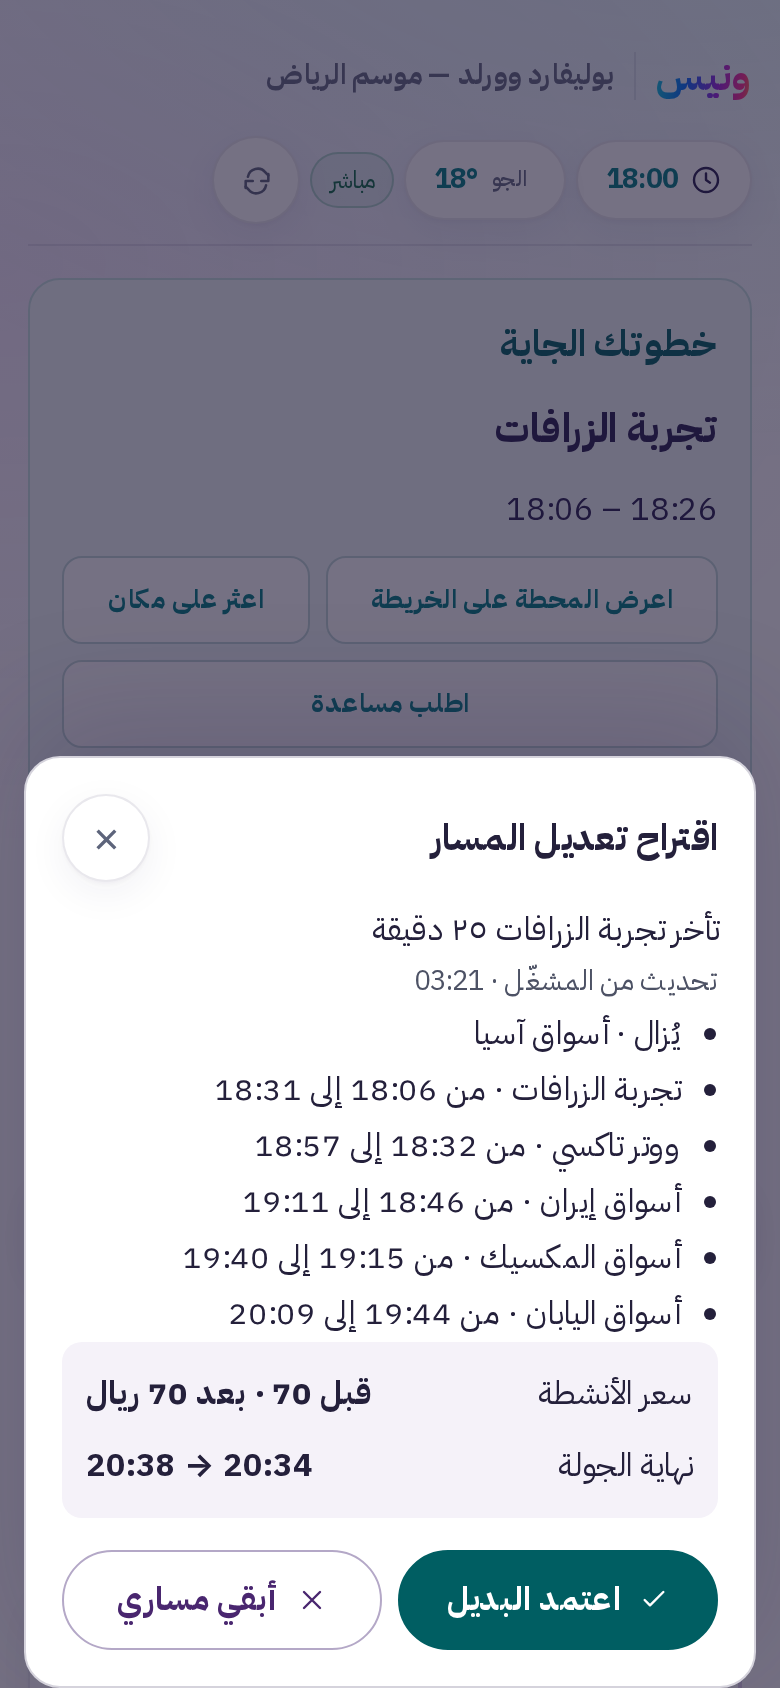 ونيس
بوليفارد وورلد — موسم الرياض
18:00
الجو 18°
مباشر
خطوتك الجاية
تجربة الزرافات
18:06 – 18:26
اعرض المحطة على الخريطة
اعثر على مكان
اطلب مساعدة
اقتراح تعديل المسار
تأخر تجربة الزرافات ٢٥ دقيقة
تحديث من المشغّل · 03:21
• يُزال · أسواق آسيا
• تجربة الزرافات · من 18:06 إلى 18:31
• ووتر تاكسي · من 18:32 إلى 18:57
• أسواق إيران · من 18:46 إلى 19:11
• أسواق المكسيك · من 19:15 إلى 19:40
• أسواق اليابان · من 19:44 إلى 20:09
سعر الأنشطة قبل 70 · بعد 70 ريال
نهاية الجولة 20:38 → 20:34
اعتمد البديل
أبقي مساري